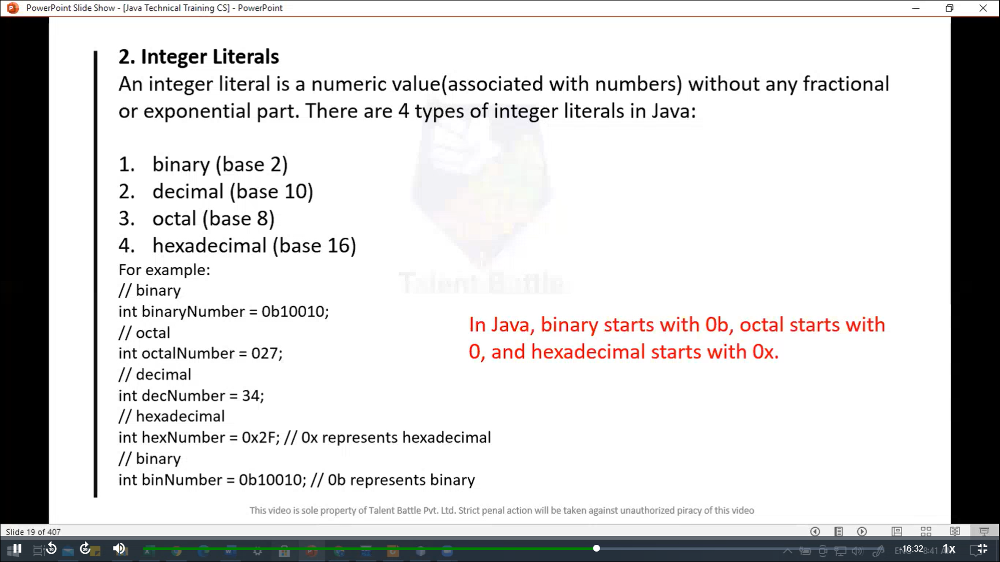 PowerPoint Slide Show - [Java Technical Training CS] - PowerPoint
2. Integer Literals
An integer literal is a numeric value(associated with numbers) without any fractional
or exponential part. There are 4 types of integer literals in Java:
1. binary (base 2)
2. decimal (base 10)
3. octal (base 8)
4. hexadecimal (base 16)
For example:
// binary
int binaryNumber = 0b10010;
// octal
int octalNumber = 027;
// decimal
int decNumber = 34;
// hexadecimal
int hexNumber = 0x2F; // 0x represents hexadecimal
// binary
int binNumber = 0b10010; // 0b represents binary
Talent Battle
In Java, binary starts with 0b, octal starts with
0, and hexadecimal starts with 0x.
This video is sole property of Talent Battle Pvt. Ltd. Strict penal action will be taken against unauthorized piracy of this video
Slide 19 of 407
10
30
-16:32
1x